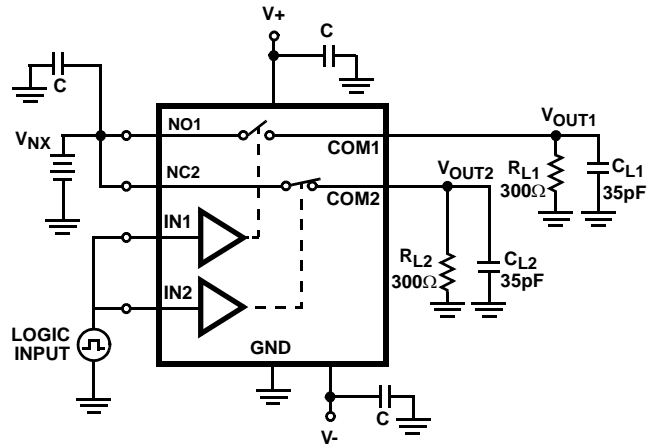 V+
C
C
VNX
NO1
COM1
VOUT1
NC2
COM2
VOUT2
RL1
300Ω
CL1
35pF
IN1
RL2
300Ω
CL2
35pF
IN2
LOGIC
INPUT
GND
C
V-